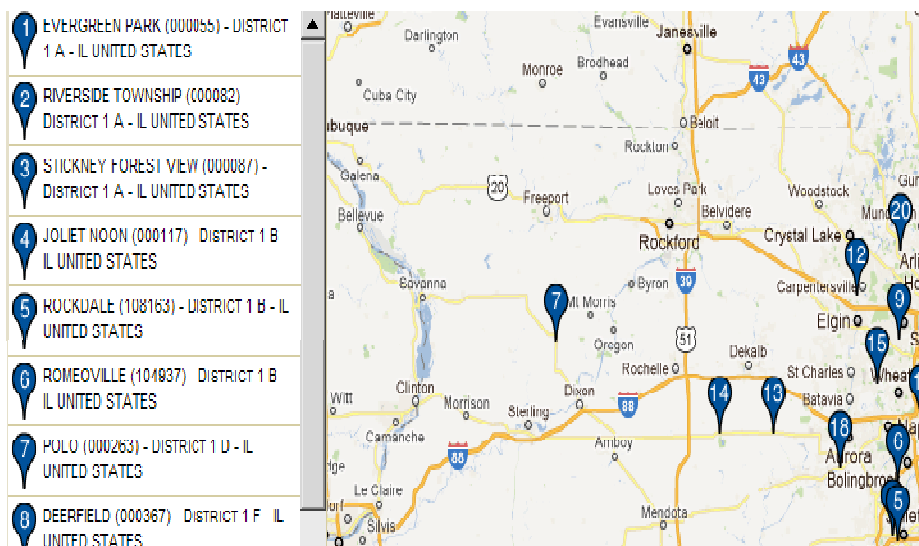 1
EVERGREEN PARK (000055) - DISTRICT
1 A - IL UNITED STATES
2
RIVERSIDE TOWNSHIP (000082)
DISTRICT 1 A - IL UNITED STATES
3
STICKNEY FOREST VIEW (000087) -
DISTRICT 1 A - IL UNITED STATES
4
JOLIET NOON (000117) DISTRICT 1 B
IL UNITED STATES
5
ROCKDALE (108163) - DISTRICT 1 B - IL
UNITED STATES
6
ROMEOVILLE (104937) DISTRICT 1 B
IL UNITED STATES
7
POLO (000263) - DISTRICT 1 D - IL
UNITED STATES
8
DEERFIELD (000367) DISTRICT 1 F IL
UNITED STATES
Platteville
Evansville
Darlington
Janesville
43
Monroe
Brodhead
43
Cuba City
Beloit
buque
Rockton
Galena
20
Freeport
Loves Park
Woodstock
Belvidere
Bellevue
Rockford
Crystal Lake
20
12
Savanna
Byron
39
Carpentersville
7
Mt Morris
9
Elgin
Oregon
51
15
Rochelle
Dekalb
St Charles
Clinton
Dixon
Batavia
Witt
Morrison
Sterling
88
14
13
18
Camanche
88
Amboy
6
Aurora
Bolingbroo
Le Claire
5
Mendota
Silvis